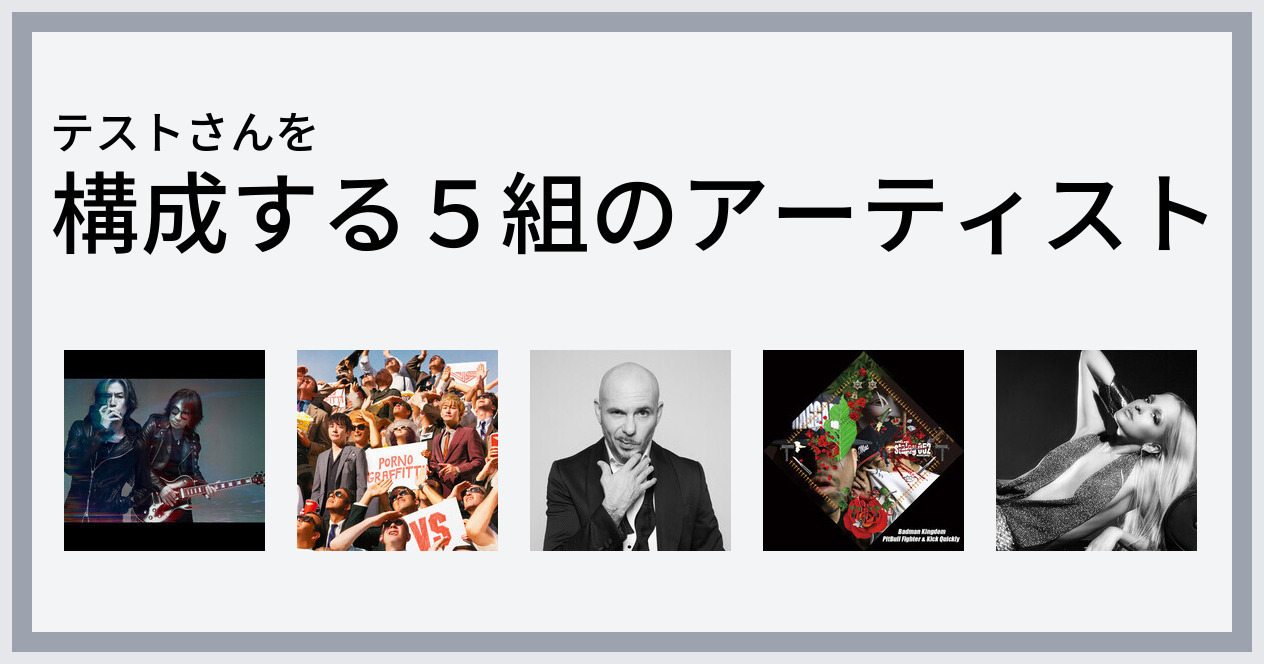 テストさんを
構成する５組のアーティスト
PORNO
GRAFFITTI
VS
Badman Kingdom
PitBull Fighter & Kick Quickly